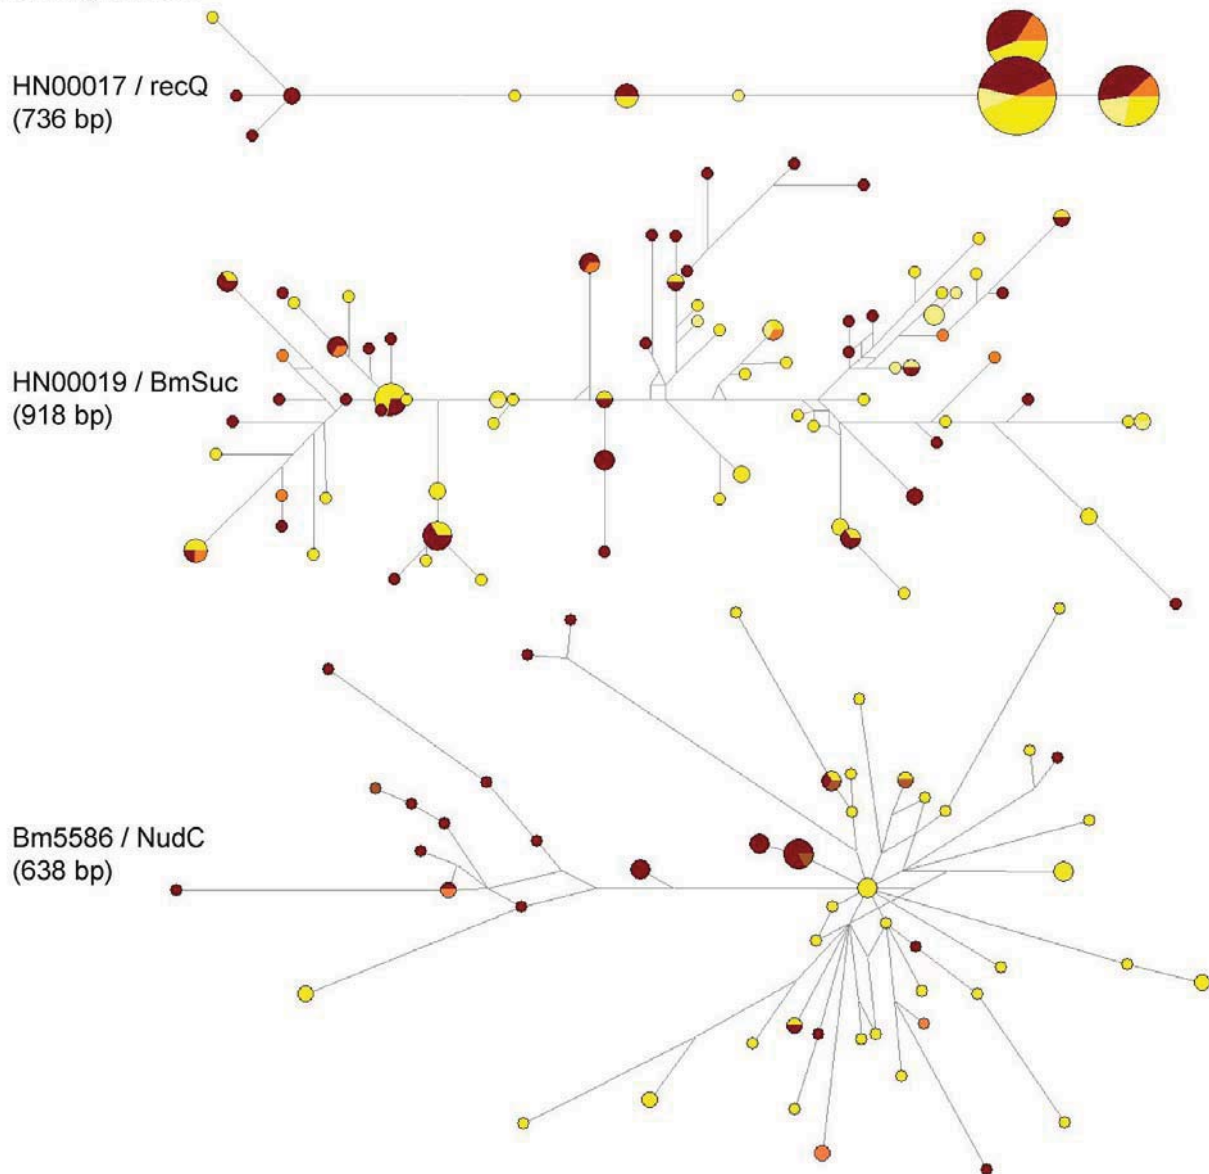 HN00017 / recQ
(736 bp)
HN00019 / BmSuc
(918 bp)
Bm5586 / NudC
(638 bp)